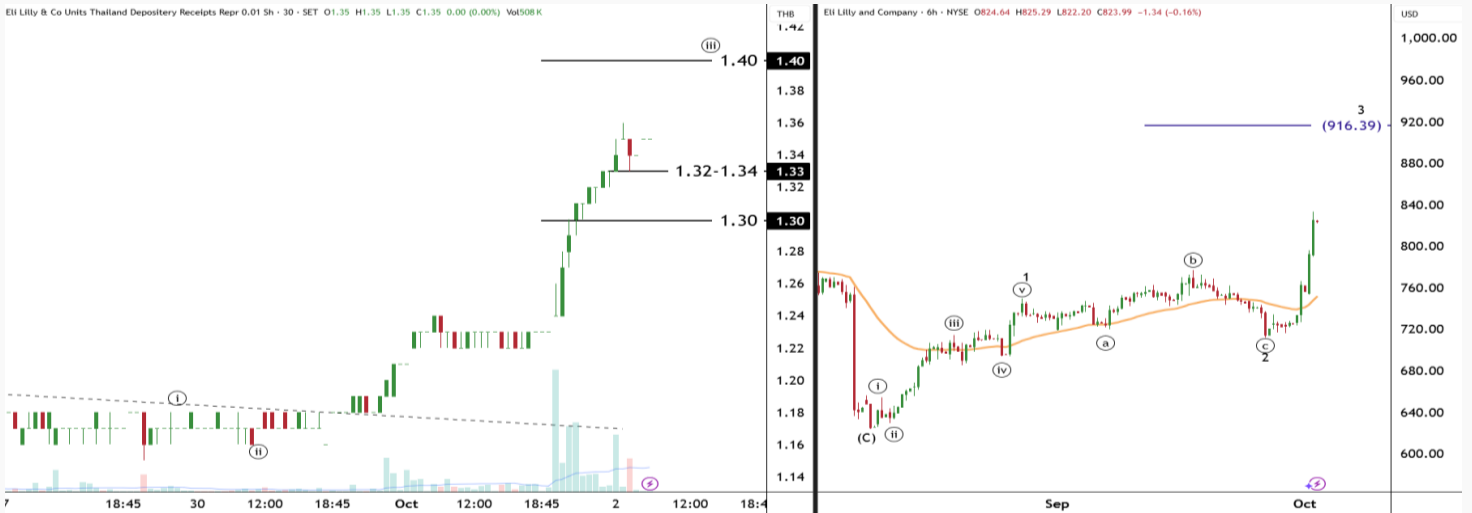 Eli Lilly & Co Units Thailand Depository Receipts Repr 0.01 Sh · 30 · SET O1.35 H1.35 L1.35 C1.35 0.00 (0.00%) Vol508 K
THB
1.42
iii
1.40
1.40
1.38
1.36
1.34
1.32-1.34
1.33
1.32
1.30
1.30
1.28
1.26
1.24
1.22
1.20
i
1.18
ii
1.16
1.14
7 18:45 30 12:00 18:45 Oct 12:00 18:45 2 12:00 18:4
Eli Lilly and Company · 6h · NYSE O824.64 H825.29 L822.20 C823.99 −1.34 (−0.16%)
USD
1,000.00
960.00
3
(916.39)
920.00
880.00
840.00
800.00
b
1
v
760.00
iii
a
720.00
c
2
iv
680.00
i
640.00
(C)
ii
600.00
Sep Oct